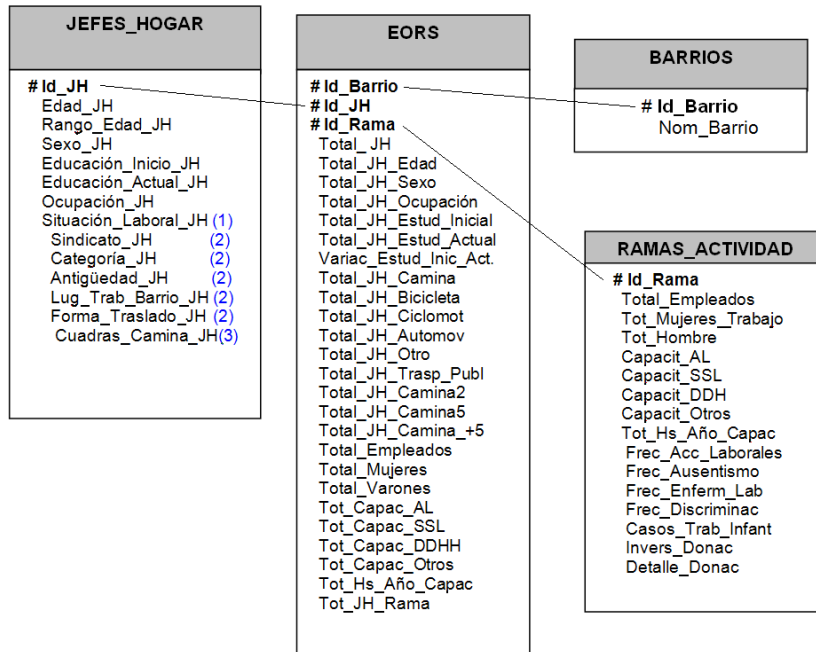 JEFES_HOGAR
# Id_JH
Edad_JH
Rango_Edad_JH
Sexo_JH
Educación_Inicio_JH
Educación_Actual_JH
Ocupación_JH
Situación_Laboral_JH (1)
Sindicato_JH (2)
Categoría_JH (2)
Antigüedad_JH (2)
Lug_Trab_Barrio_JH (2)
Forma_Traslado_JH (2)
Cuadras_Camina_JH(3)
EORS
# Id_Barrio
# Id_JH
# Id_Rama
Total_ JH
Total_JH_Edad
Total_JH_Sexo
Total_JH_Ocupación
Total_JH_Estud_Inicial
Total_JH_Estud_Actual
Variac_Estud_Inic_Act.
Total_JH_Camina
Total_JH_Bicicleta
Total_JH_Ciclomot
Total_JH_Automov
Total_JH_Otro
Total_JH_Trasp_Publ
Total_JH_Camina2
Total_JH_Camina5
Total_JH_Camina_+5
Total_Empleados
Total_Mujeres
Total_Varones
Tot_Capac_AL
Tot_Capac_SSL
Tot_Capac_DDHH
Tot_Capac_Otros
Tot_Hs_Año_Capac
Tot_JH_Rama
BARRIOS
# Id_Barrio
Nom_Barrio
RAMAS_ACTIVIDAD
# Id_Rama
Total_Empleados
Tot_Mujeres_Trabajo
Tot_Hombre
Capacit_AL
Capacit_SSL
Capacit_DDH
Capacit_Otros
Tot_Hs_Año_Capac
Frec_Acc_Laborales
Frec_Ausentismo
Frec_Enferm_Lab
Frec_Discriminac
Casos_Trab_Infant
Invers_Donac
Detalle_Donac